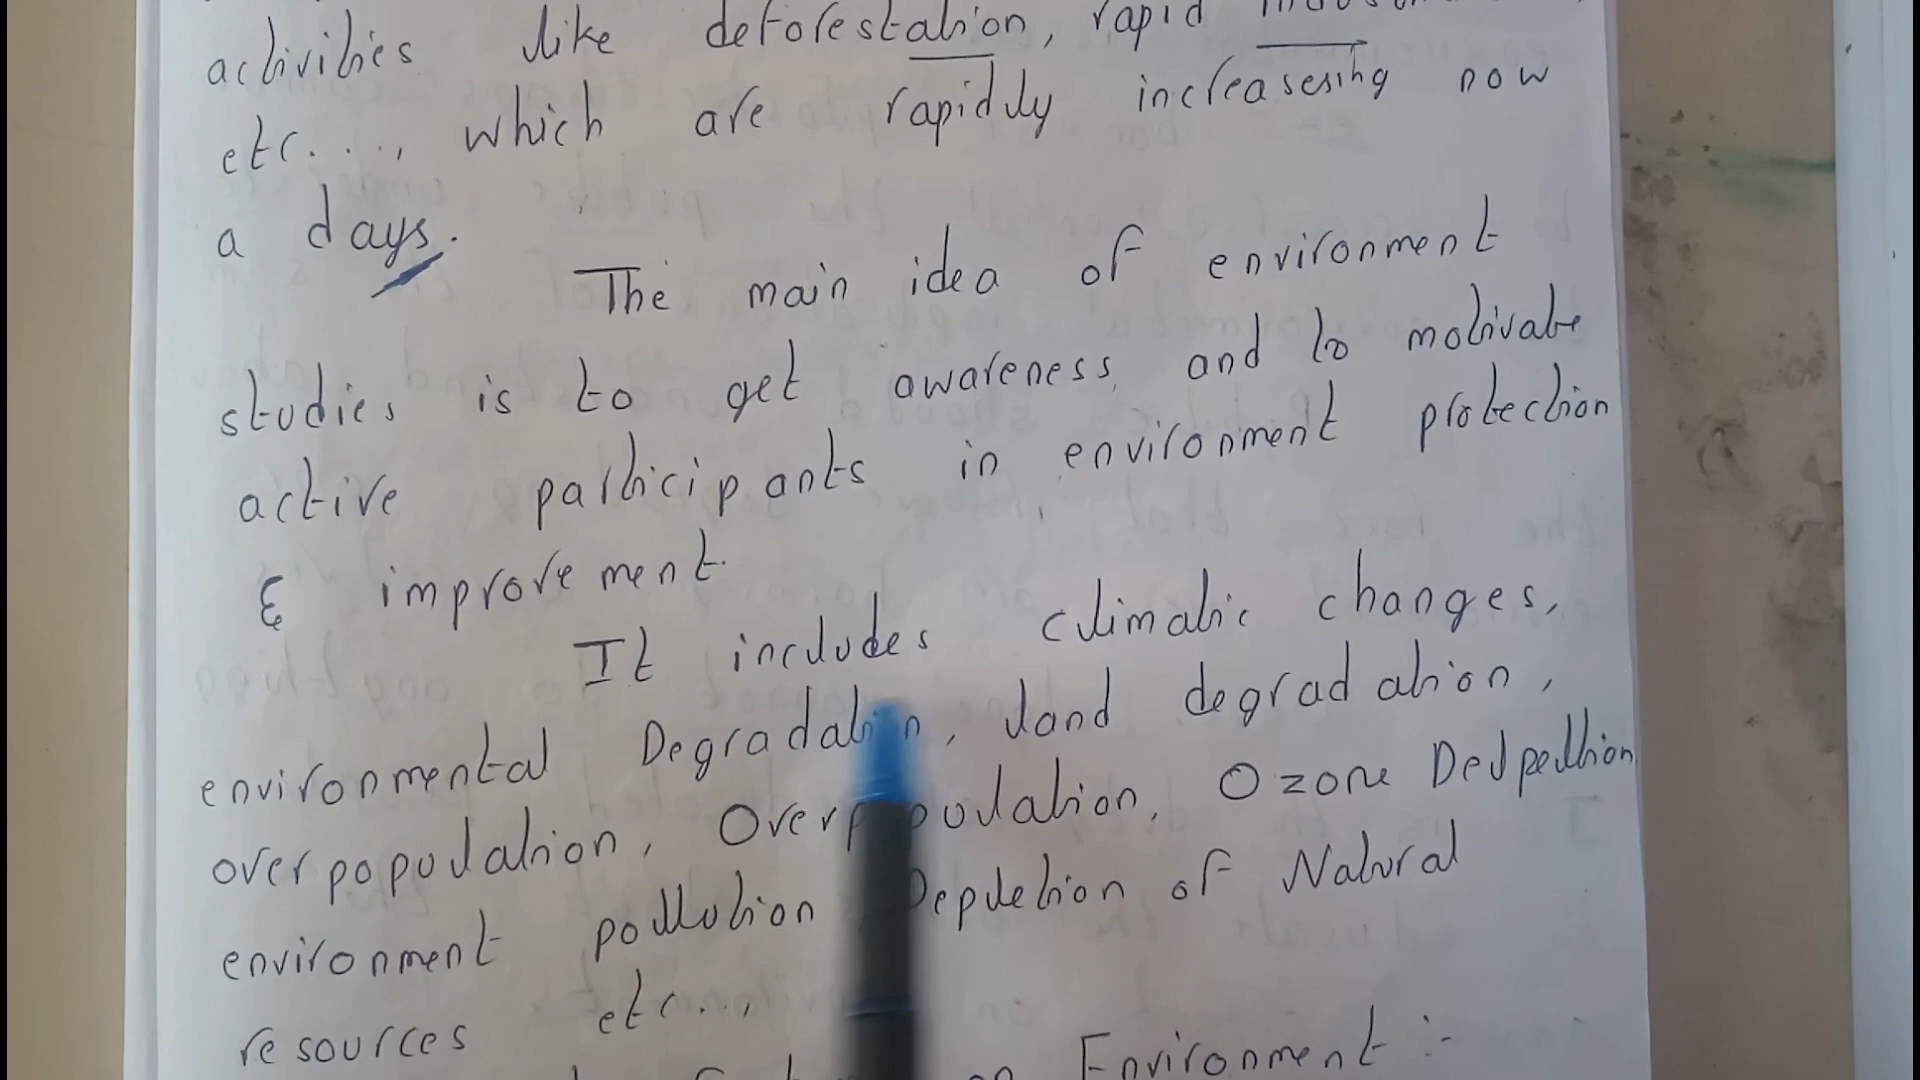 activities like deforestation, rapid
etc...., which are rapidly increasesing now
a days.
The main idea of environment
studies is to get awareness and to motivate
active participants in environment protection
& improvement.
It includes climatic changes,
environmental Degradation, land degradation,
overpopulation, Overpopulation, Ozone Delpeltion
environment pollution, Depletion of Natural
resources etc...,
Environment :-